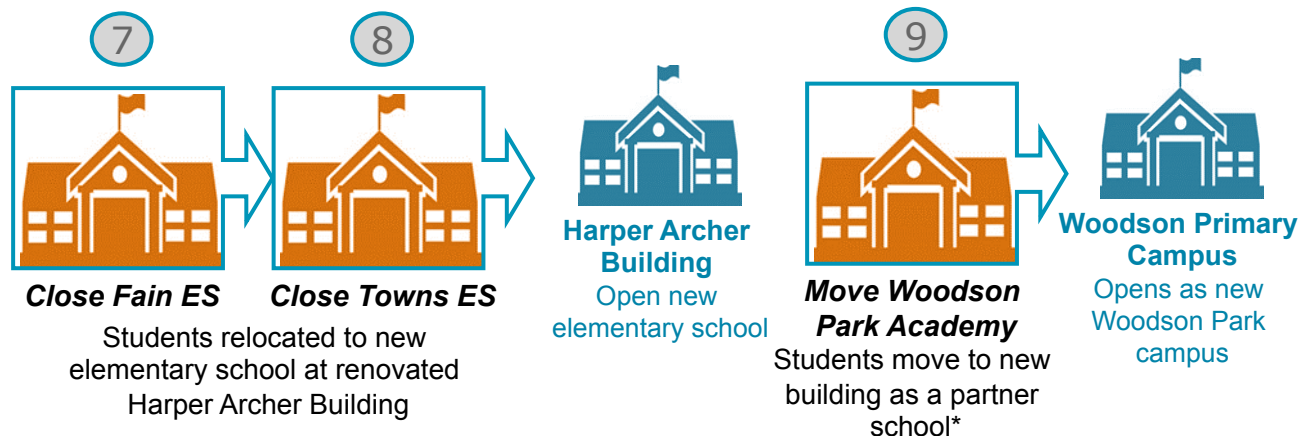 7
8
9
Close Fain ES
Close Towns ES
Students relocated to new
elementary school at renovated
Harper Archer Building
Harper Archer
Building
Open new
elementary school
Move Woodson
Park Academy
Students move to new
building as a partner
school*
Woodson Primary
Campus
Opens as new
Woodson Park
campus